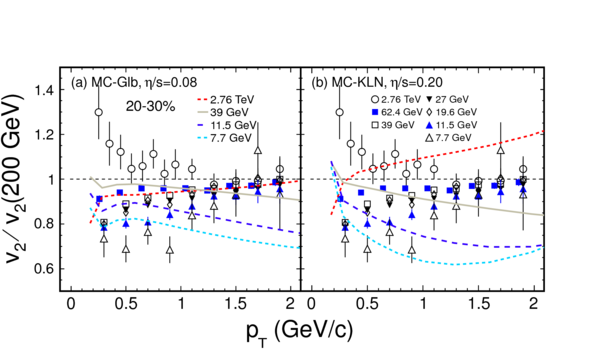 v2/ v2(200 GeV)
1.4
1.2
1
0.8
0.6
(a) MC-Glb, η/s=0.08
20-30%
2.76 TeV
39 GeV
11.5 GeV
7.7 GeV
(b) MC-KLN, η/s=0.20
2.76 TeV
27 GeV
62.4 GeV
19.6 GeV
39 GeV
11.5 GeV
7.7 GeV
0 0.5 1 1.5 2
0 0.5 1 1.5 2
pT (GeV/c)